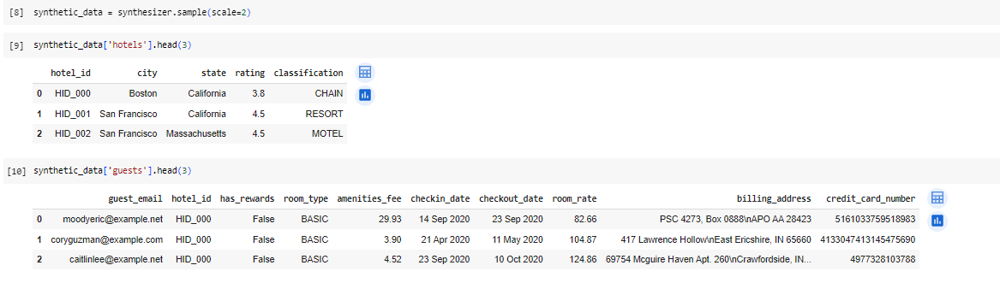 [8] synthetic_data = synthesizer.sample(scale=2)
[9] synthetic_data['hotels'].head(3)
hotel_id city state rating classification
0 HID_000 Boston California 3.8 CHAIN
1 HID_001 San Francisco California 4.5 RESORT
2 HID_002 San Francisco Massachusetts 4.5 MOTEL
[10] synthetic_data['guests'].head(3)
guest_email hotel_id has_rewards room_type amenities_fee checkin_date checkout_date room_rate billing_address credit_card_number
0 moodyeric@example.net HID_000 False BASIC 29.93 14 Sep 2020 23 Sep 2020 82.66 PSC 4273, Box 0888\nAPO AA 28423 5161033759518983
1 coryguzman@example.com HID_000 False BASIC 3.90 21 Apr 2020 11 May 2020 104.87 417 Lawrence Hollow\nEast Ericshire, IN 65660 4133047413145475690
2 caitlinlee@example.net HID_000 False BASIC 4.52 23 Sep 2020 10 Oct 2020 124.86 69754 Mcguire Haven Apt. 260\nCrawfordside, IN... 4977328103788